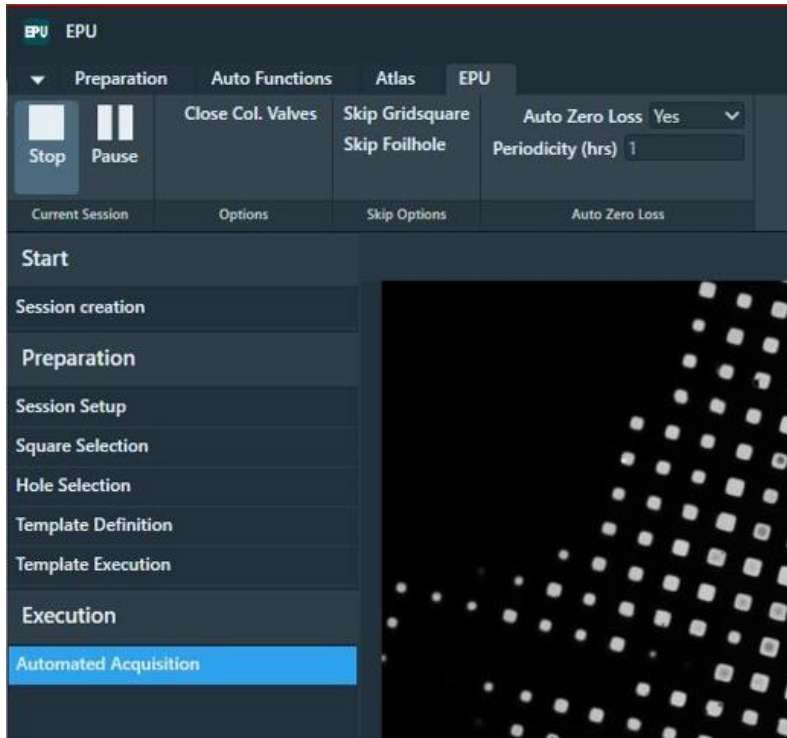 EPU EPU
Preparation Auto Functions Atlas EPU
Close Col. Valves Skip Gridsquare Auto Zero Loss Yes
Stop Pause Skip Foilhole Periodicity (hrs) 1
Current Session Options Skip Options Auto Zero Loss
Start
Session creation
Preparation
Session Setup
Square Selection
Hole Selection
Template Definition
Template Execution
Execution
Automated Acquisition